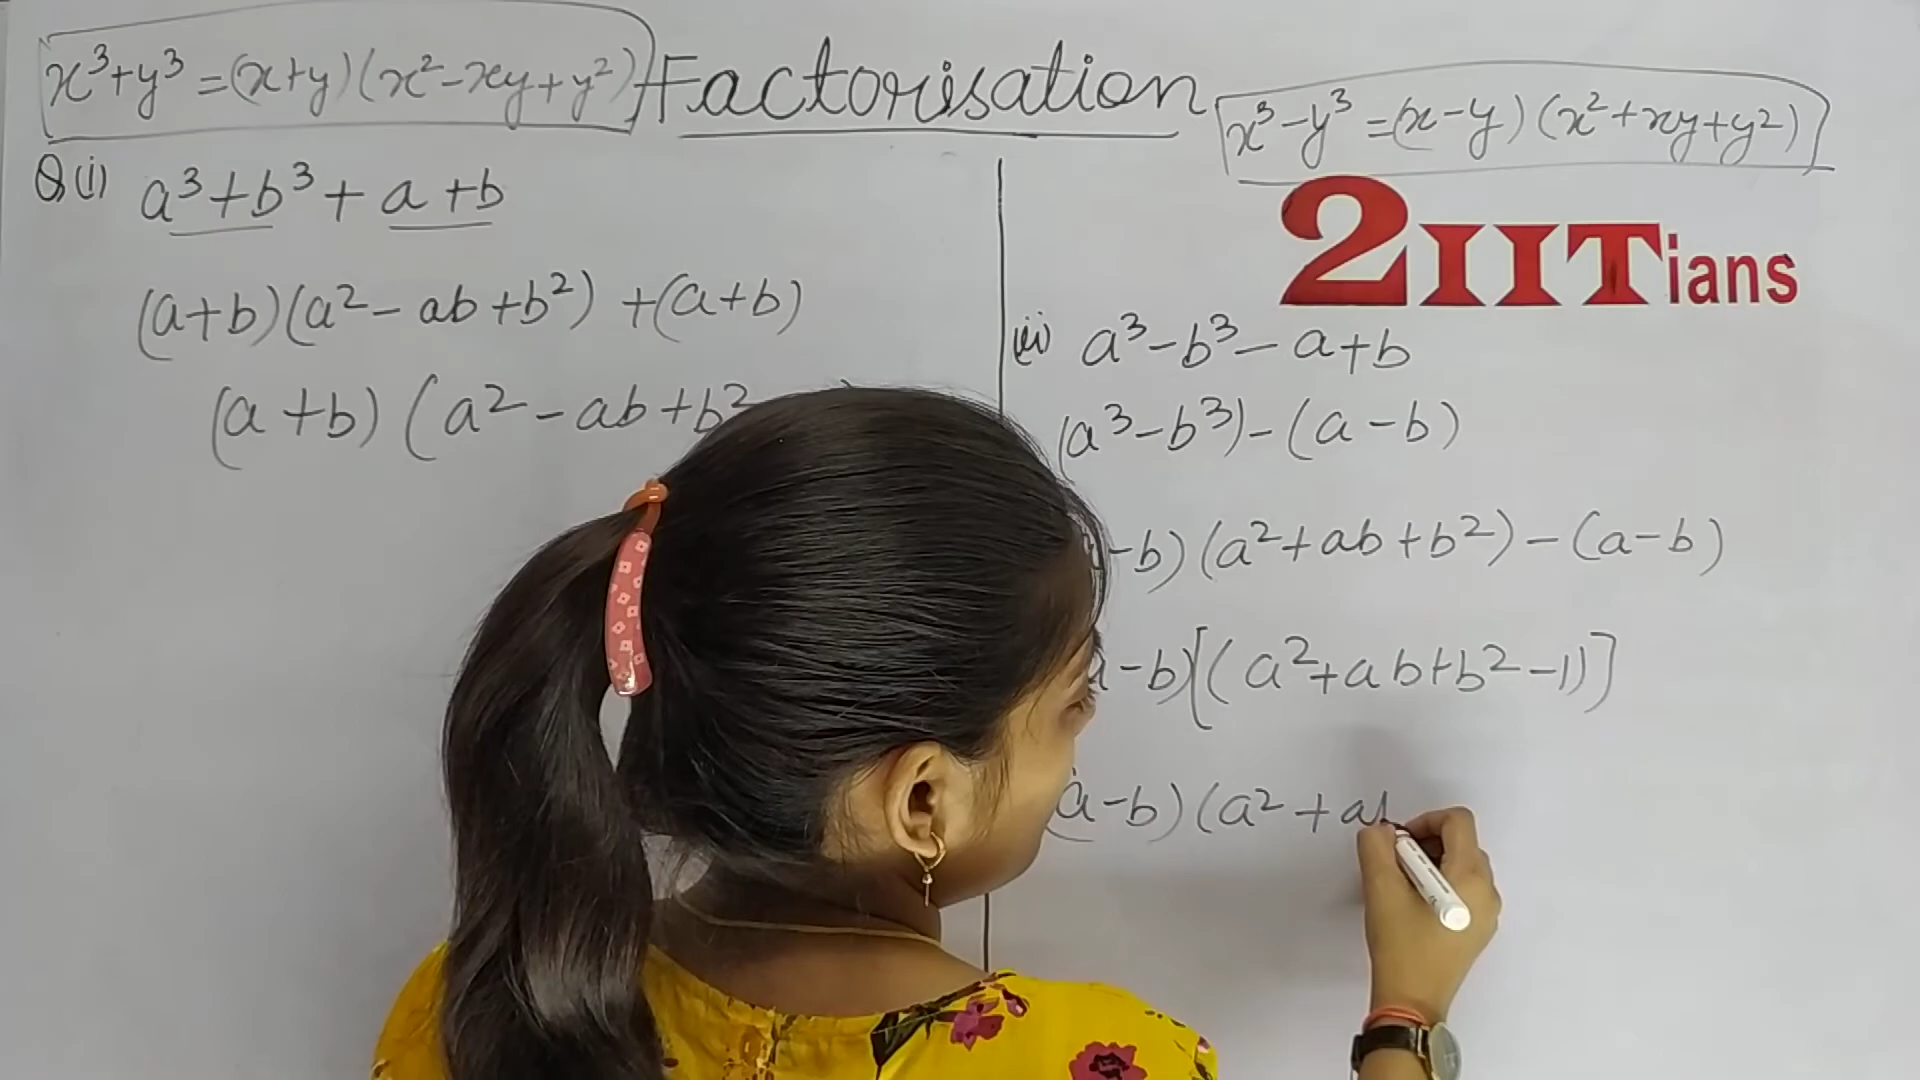 x³+y³ =(x+y)(x²-xy+y²)
Factorisation
x³-y³ =(x-y)(x²+xy+y²)
Q(i) a³+b³ + a+b
(a+b)(a²-ab+b²) +(a+b)
(a+b) (a²-ab+b²
2IITians
(ii) a³-b³-a+b
(a³-b³)-(a-b)
-b)(a²+ab+b²)-(a-b)
a-b)[(a²+ab+b²-1)]
(a-b)(a²+ab